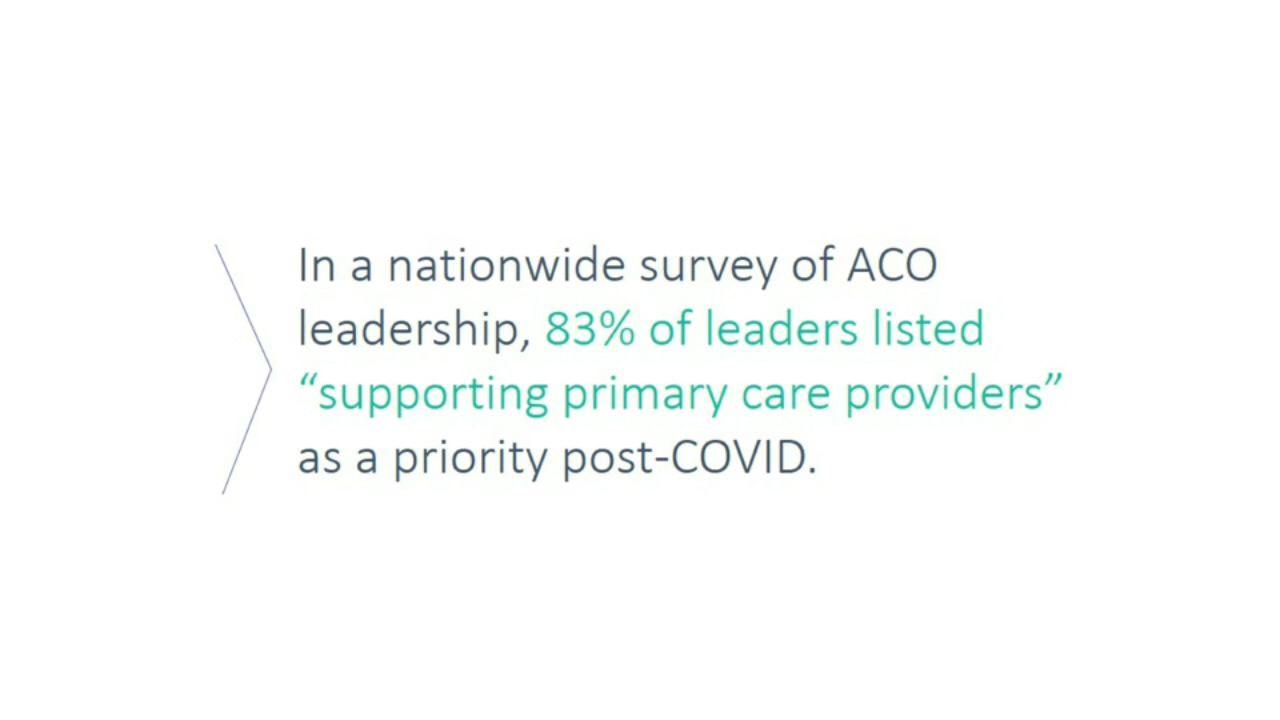 In a nationwide survey of ACO
leadership, 83% of leaders listed
“supporting primary care providers”
as a priority post-COVID.